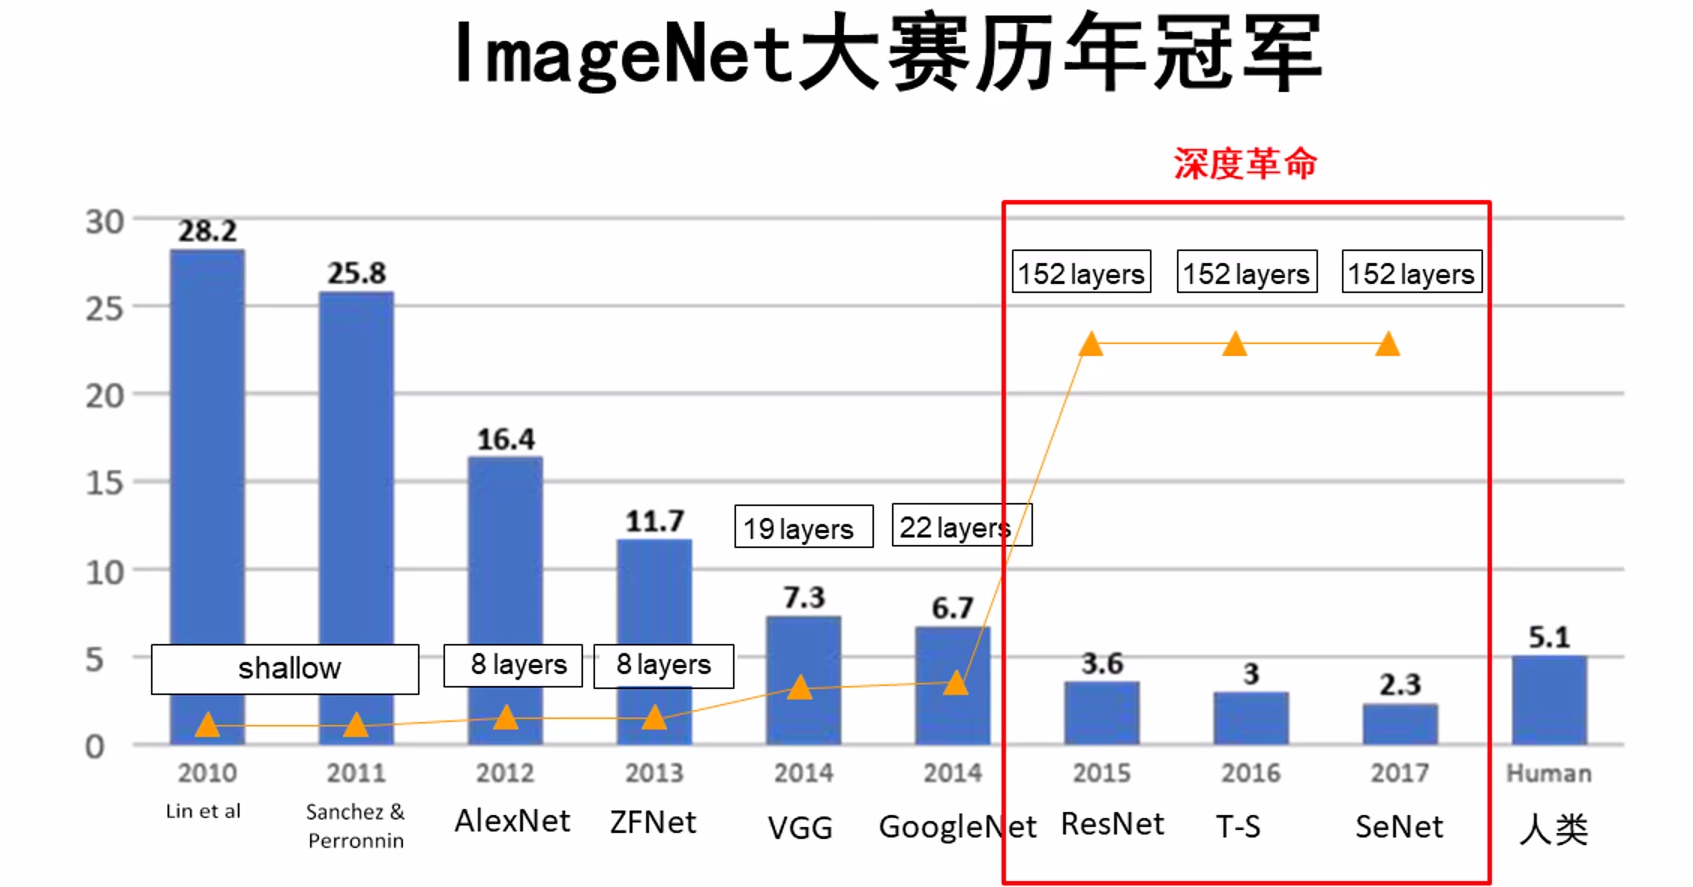 ImageNet大赛历年冠军
深度革命
30
25
20
15
10
5
0
28.2
25.8
16.4
11.7
7.3
6.7
3.6
3
2.3
5.1
shallow
8 layers
8 layers
19 layers
22 layers
152 layers
152 layers
152 layers
2010
2011
2012
2013
2014
2014
2015
2016
2017
Human
Lin et al
Sanchez &
Perronnin
AlexNet
ZFNet
VGG
GoogleNet
ResNet
T-S
SeNet
人类